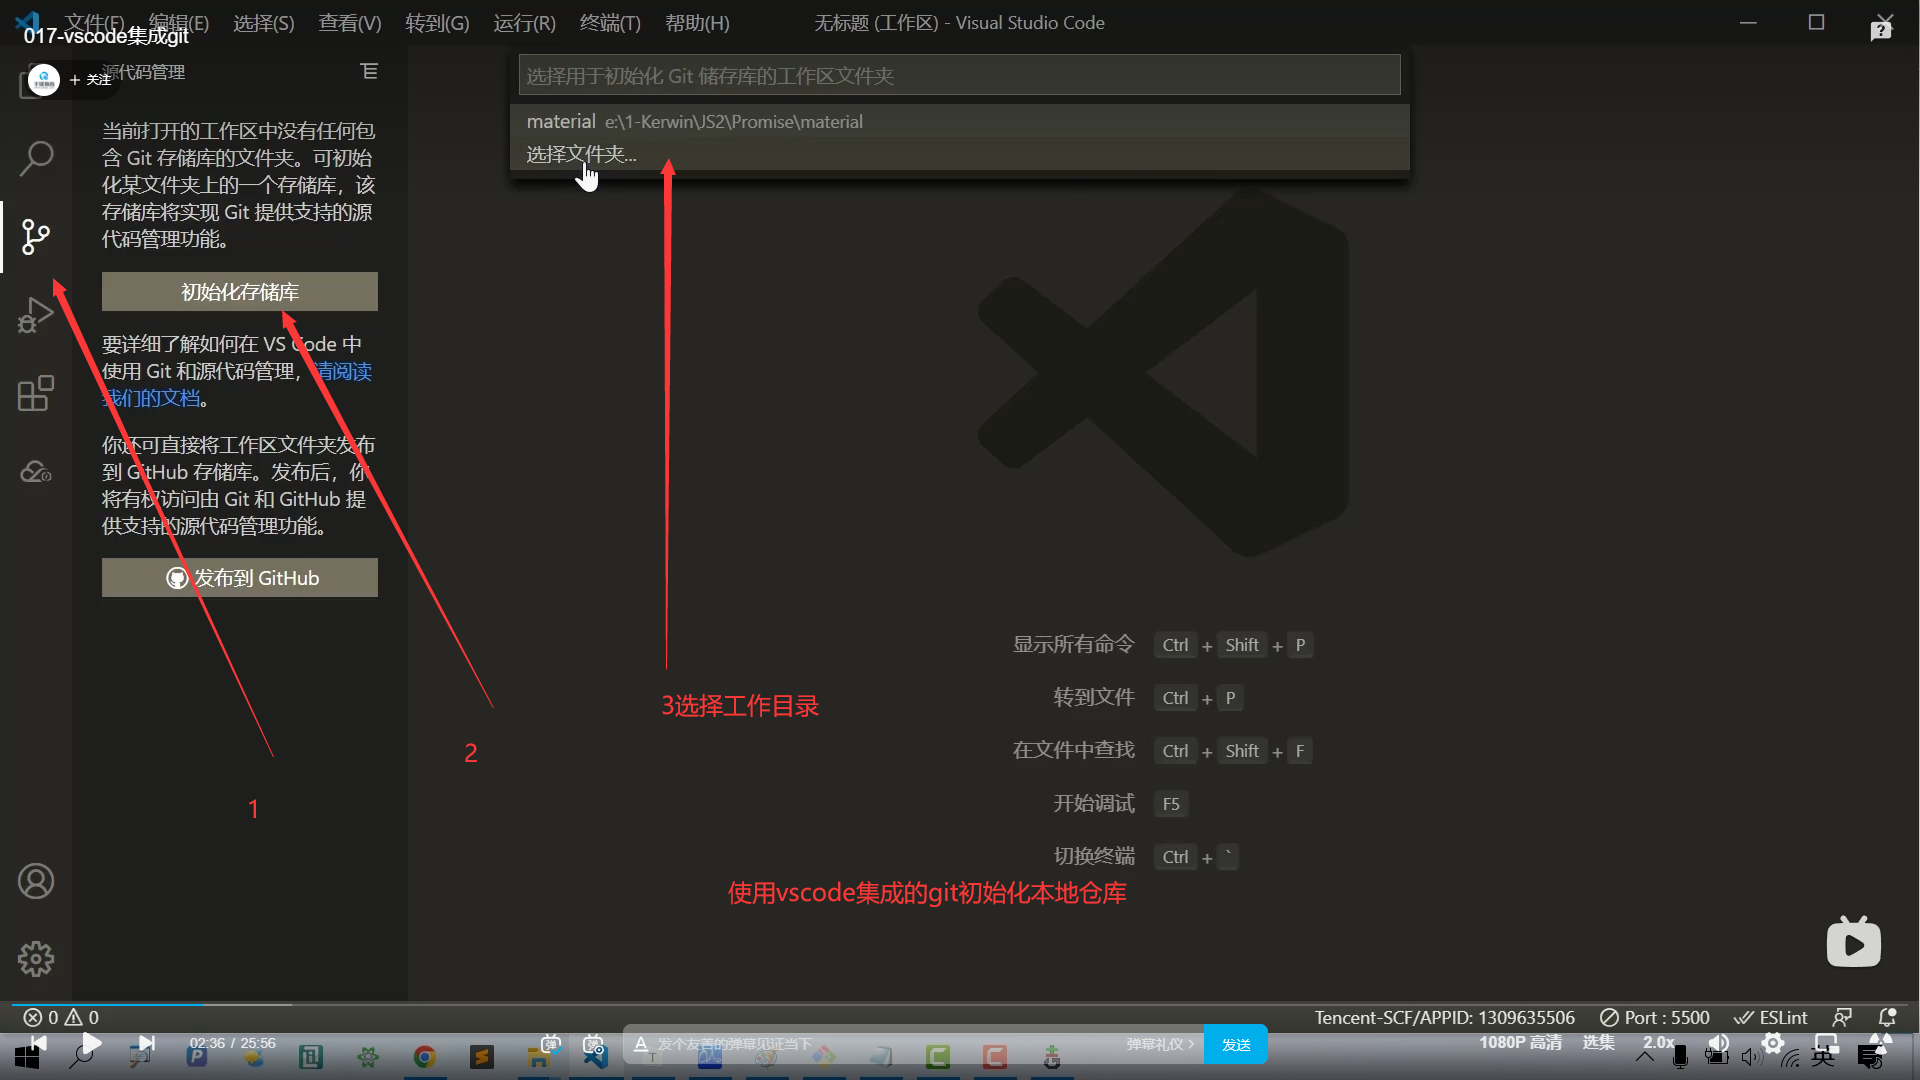 文件(F) 编辑(E) 选择(S) 查看(V) 转到(G) 运行(R) 终端(T) 帮助(H) 无标题 (工作区) - Visual Studio Code
017-vscode集成git
源代码管理
+ 关注
选择用于初始化 Git 储存库的工作区文件夹
material e:\1-Kerwin\JS2\Promise\material
选择文件夹...
当前打开的工作区中没有任何包
含 Git 存储库的文件夹。可初始
化某文件夹上的一个存储库，该
存储库将实现 Git 提供支持的源
代码管理功能。
初始化存储库
要详细了解如何在 VS Code 中
使用 Git 和源代码管理，请阅读
我们的文档。
你还可直接将工作区文件夹发布
到 GitHub 存储库。发布后，你
将有权访问由 Git 和 GitHub 提
供支持的源代码管理功能。
发布到 GitHub
1
2
3选择工作目录
显示所有命令 Ctrl + Shift + P
转到文件 Ctrl + P
在文件中查找 Ctrl + Shift + F
开始调试 F5
切换终端 Ctrl + `
使用vscode集成的git初始化本地仓库
0 0
Tencent-SCF/APPID: 1309635506 Port : 5500 ESLint
02:36 / 25:56
发个友善的弹幕见证当下 弹幕礼仪 >
发送
1080P 高清 选集 2.0x
英